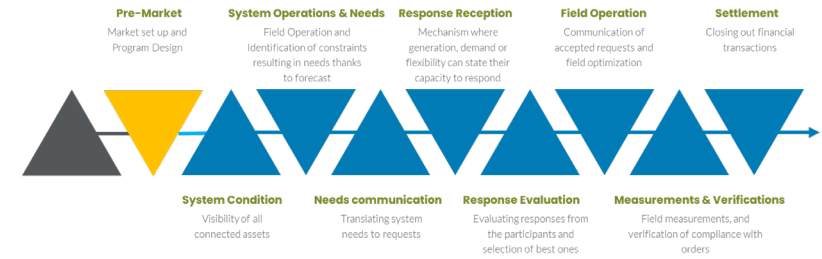 Pre-Market
Market set up and
Program Design
System Operations & Needs
Field Operation and
Identification of constraints
resulting in needs thanks
to forecast
Response Reception
Mechanism where
generation, demand or
flexibility can state their
capacity to respond
Field Operation
Communication of
accepted requests and
field optimization
Settlement
Closing out financial
transactions
System Condition
Visibility of all
connected assets
Needs communication
Translating system
needs to requests
Response Evaluation
Evaluating responses from
the participants and
selection of best ones
Measurements & Verifications
Field measurements, and
verification of compliance with
orders